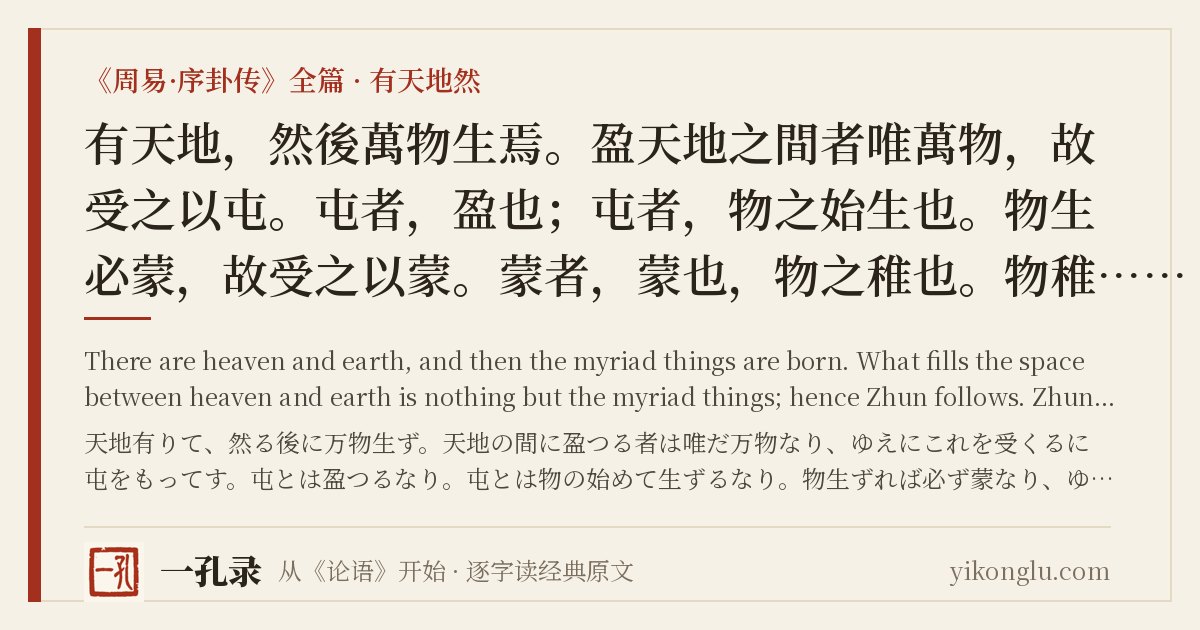 《周易·序卦传》全篇 · 有天地然
有天地，然後萬物生焉。盈天地之間者唯萬物，故
受之以屯。屯者，盈也；屯者，物之始生也。物生
必蒙，故受之以蒙。蒙者，蒙也，物之稚也。物稚……
There are heaven and earth, and then the myriad things are born. What fills the space
between heaven and earth is nothing but the myriad things; hence Zhun follows. Zhun...
天地有りて、然る後に万物生ず。天地の間に盈つる者は唯だ万物なり、ゆえにこれを受くるに
屯をもってす。屯とは盈つるなり。屯とは物の始めて生ずるなり。物生ずれば必ず蒙なり、ゆ…
一孔
一孔录 从《论语》开始 · 逐字读经典原文 yikonglu.com